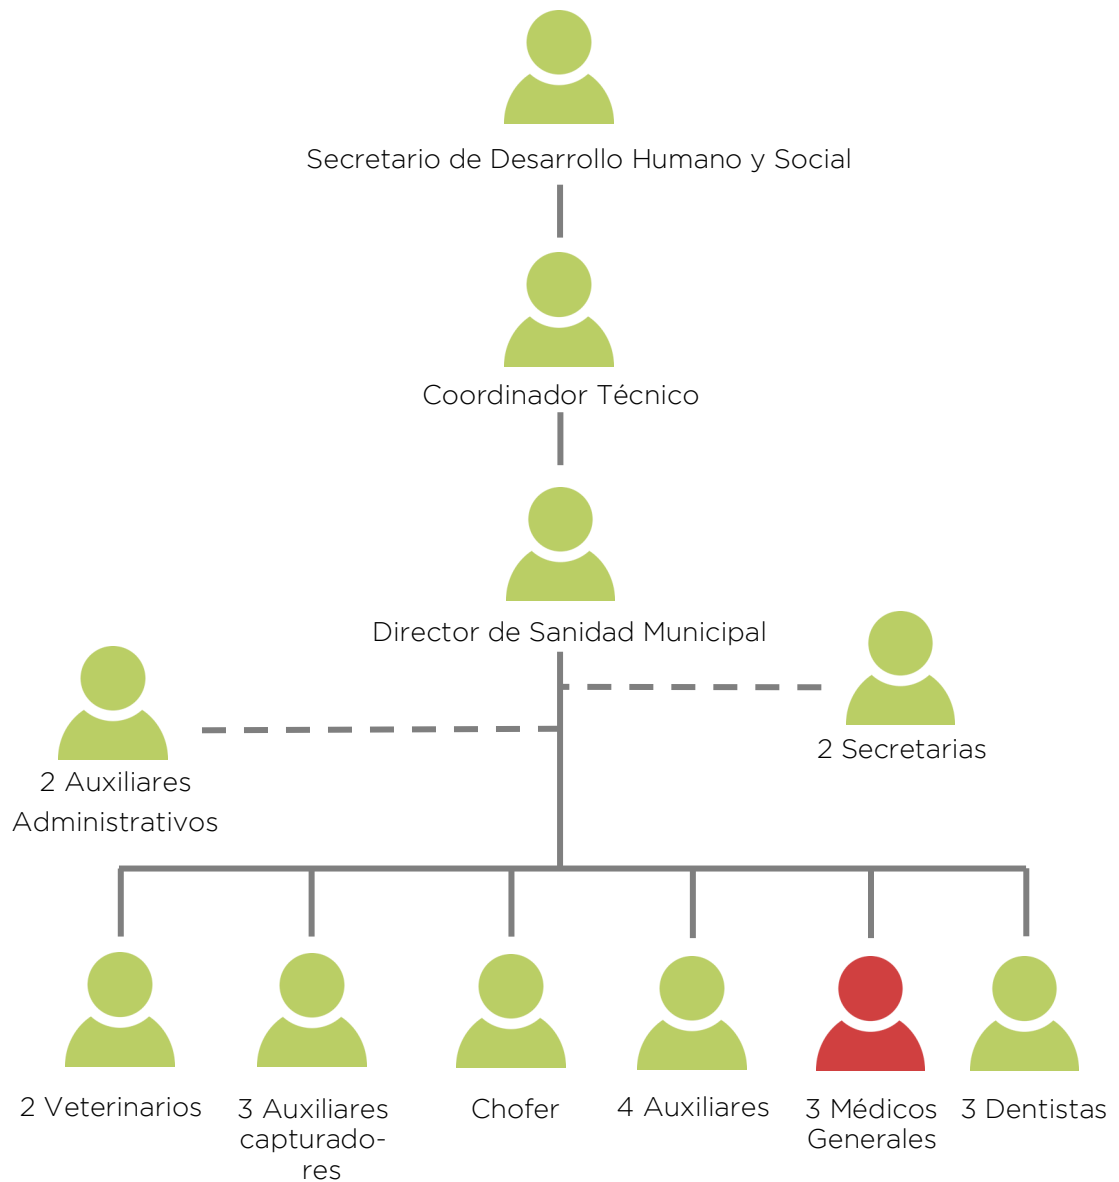 Secretario de Desarrollo Humano y Social
Coordinador Técnico
Director de Sanidad Municipal
2 Secretarias
2 Auxiliares
Administrativos
2 Veterinarios
3 Auxiliares
capturado-
res
Chofer
4 Auxiliares
3 Médicos
Generales
3 Dentistas